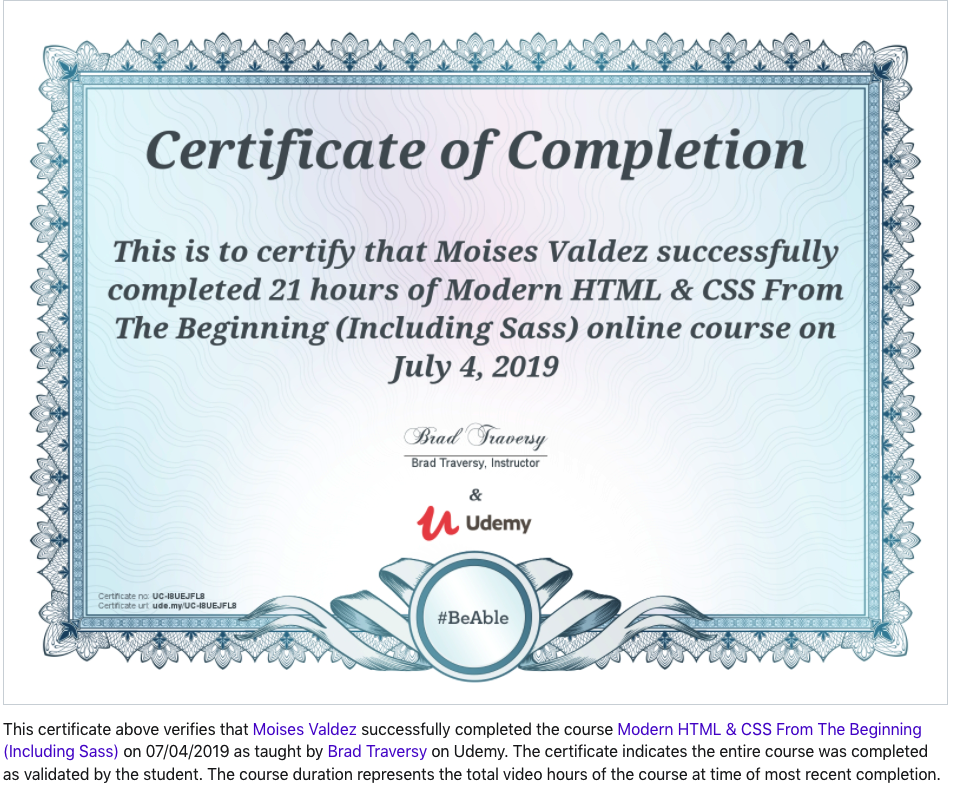 Certificate of Completion
This is to certify that Moises Valdez successfully
completed 21 hours of Modern HTML & CSS From
The Beginning (Including Sass) online course on
July 4, 2019
Brad Traversy
Brad Traversy, Instructor
&
Udemy
#BeAble
Certificate no: UC-I8UEJFL8
Certificate url: ude.my/UC-I8UEJFL8
This certificate above verifies that Moises Valdez successfully completed the course Modern HTML & CSS From The Beginning
(Including Sass) on 07/04/2019 as taught by Brad Traversy on Udemy. The certificate indicates the entire course was completed
as validated by the student. The course duration represents the total video hours of the course at time of most recent completion.